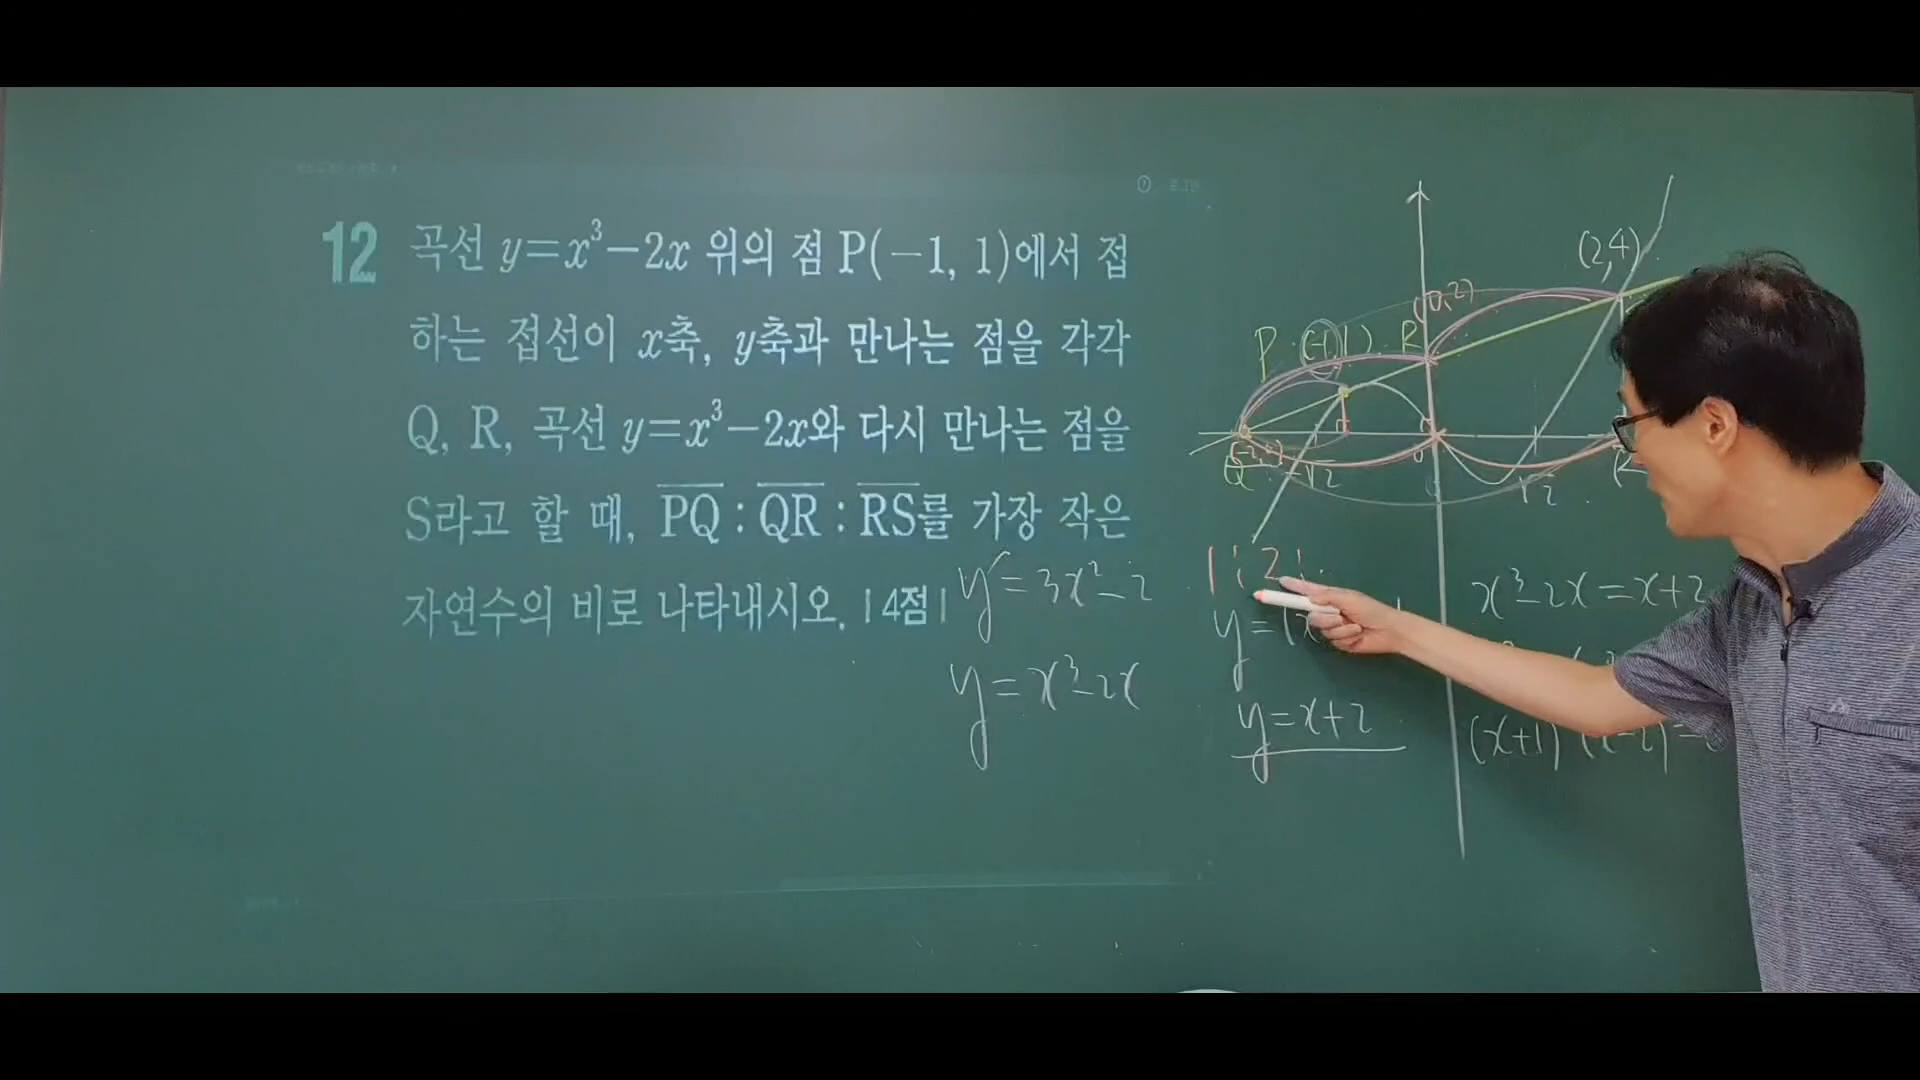 12 곡선 y=x³-2x 위의 점 P(-1, 1)에서 접
하는 접선이 x축, y축과 만나는 점을 각각
Q, R, 곡선 y=x³-2x와 다시 만나는 점을
S라고 할 때, PQ : QR : RS를 가장 작은
자연수의 비로 나타내시오. | 4점 |
y'=3x²-2
y=x³-2x
(2,4)
(0,2)
P (-1,1) R
Q -√2 √2
1:2:
y=1(x
y=x+2
x³-2x=x+2
(x+1) (x-2)=